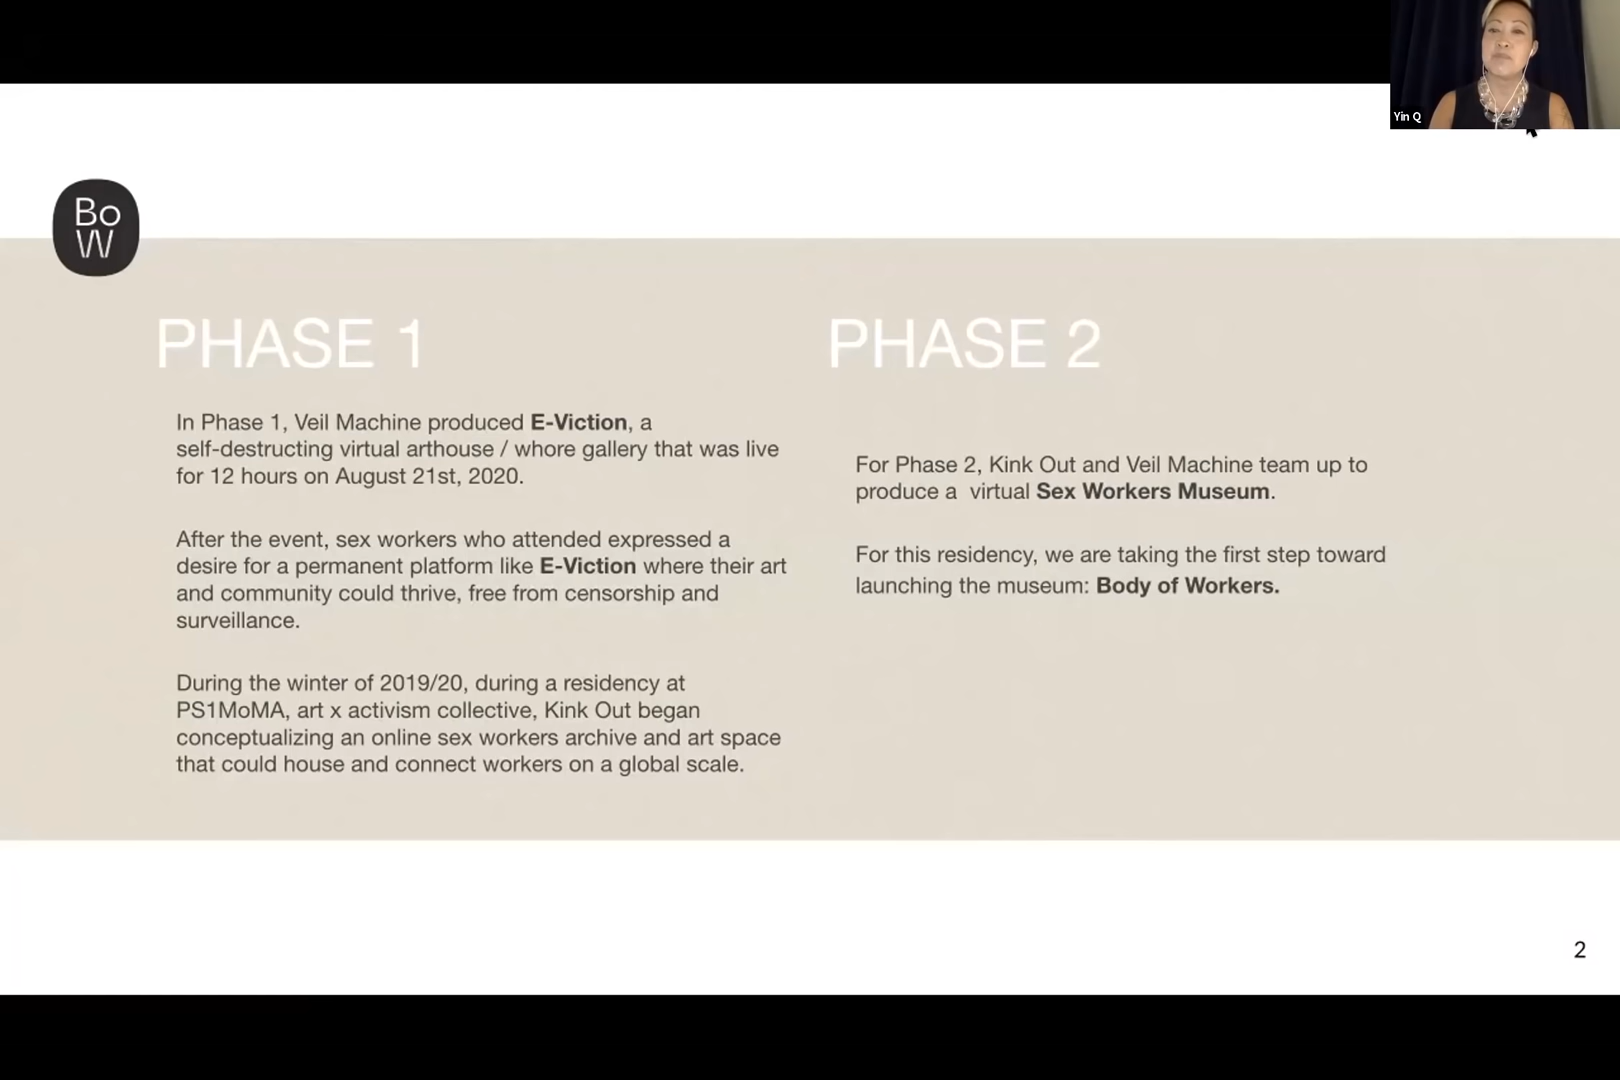 Yin Q
Bo
W
PHASE 1
In Phase 1, Veil Machine produced E-Viction, a
self-destructing virtual arthouse / whore gallery that was live
for 12 hours on August 21st, 2020.
After the event, sex workers who attended expressed a
desire for a permanent platform like E-Viction where their art
and community could thrive, free from censorship and
surveillance.
During the winter of 2019/20, during a residency at
PS1MoMA, art x activism collective, Kink Out began
conceptualizing an online sex workers archive and art space
that could house and connect workers on a global scale.
PHASE 2
For Phase 2, Kink Out and Veil Machine team up to
produce a  virtual Sex Workers Museum.
For this residency, we are taking the first step toward
launching the museum: Body of Workers.
2